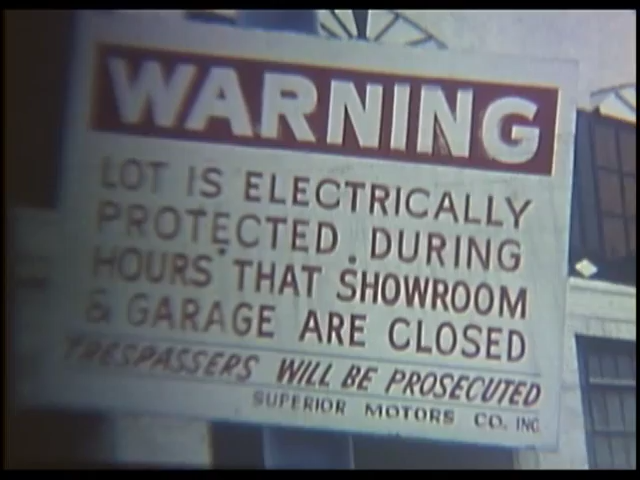 WARNING
LOT IS ELECTRICALLY
PROTECTED. DURING
HOURS THAT SHOWROOM
& GARAGE ARE CLOSED
TRESPASSERS WILL BE PROSECUTED
SUPERIOR MOTORS CO. INC